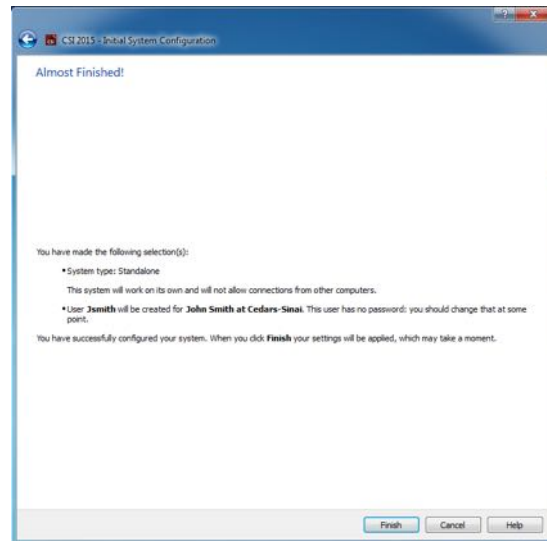 CSI 2015 - Initial System Configuration
Almost Finished!
You have made the following selection(s):
•System type: Standalone
This system will work on its own and will not allow connections from other computers.
•User Jsmith will be created for John Smith at Cedars-Sinai. This user has no password: you should change that at some
point.
You have successfully configured your system. When you click Finish your settings will be applied, which may take a moment.
Finish Cancel Help